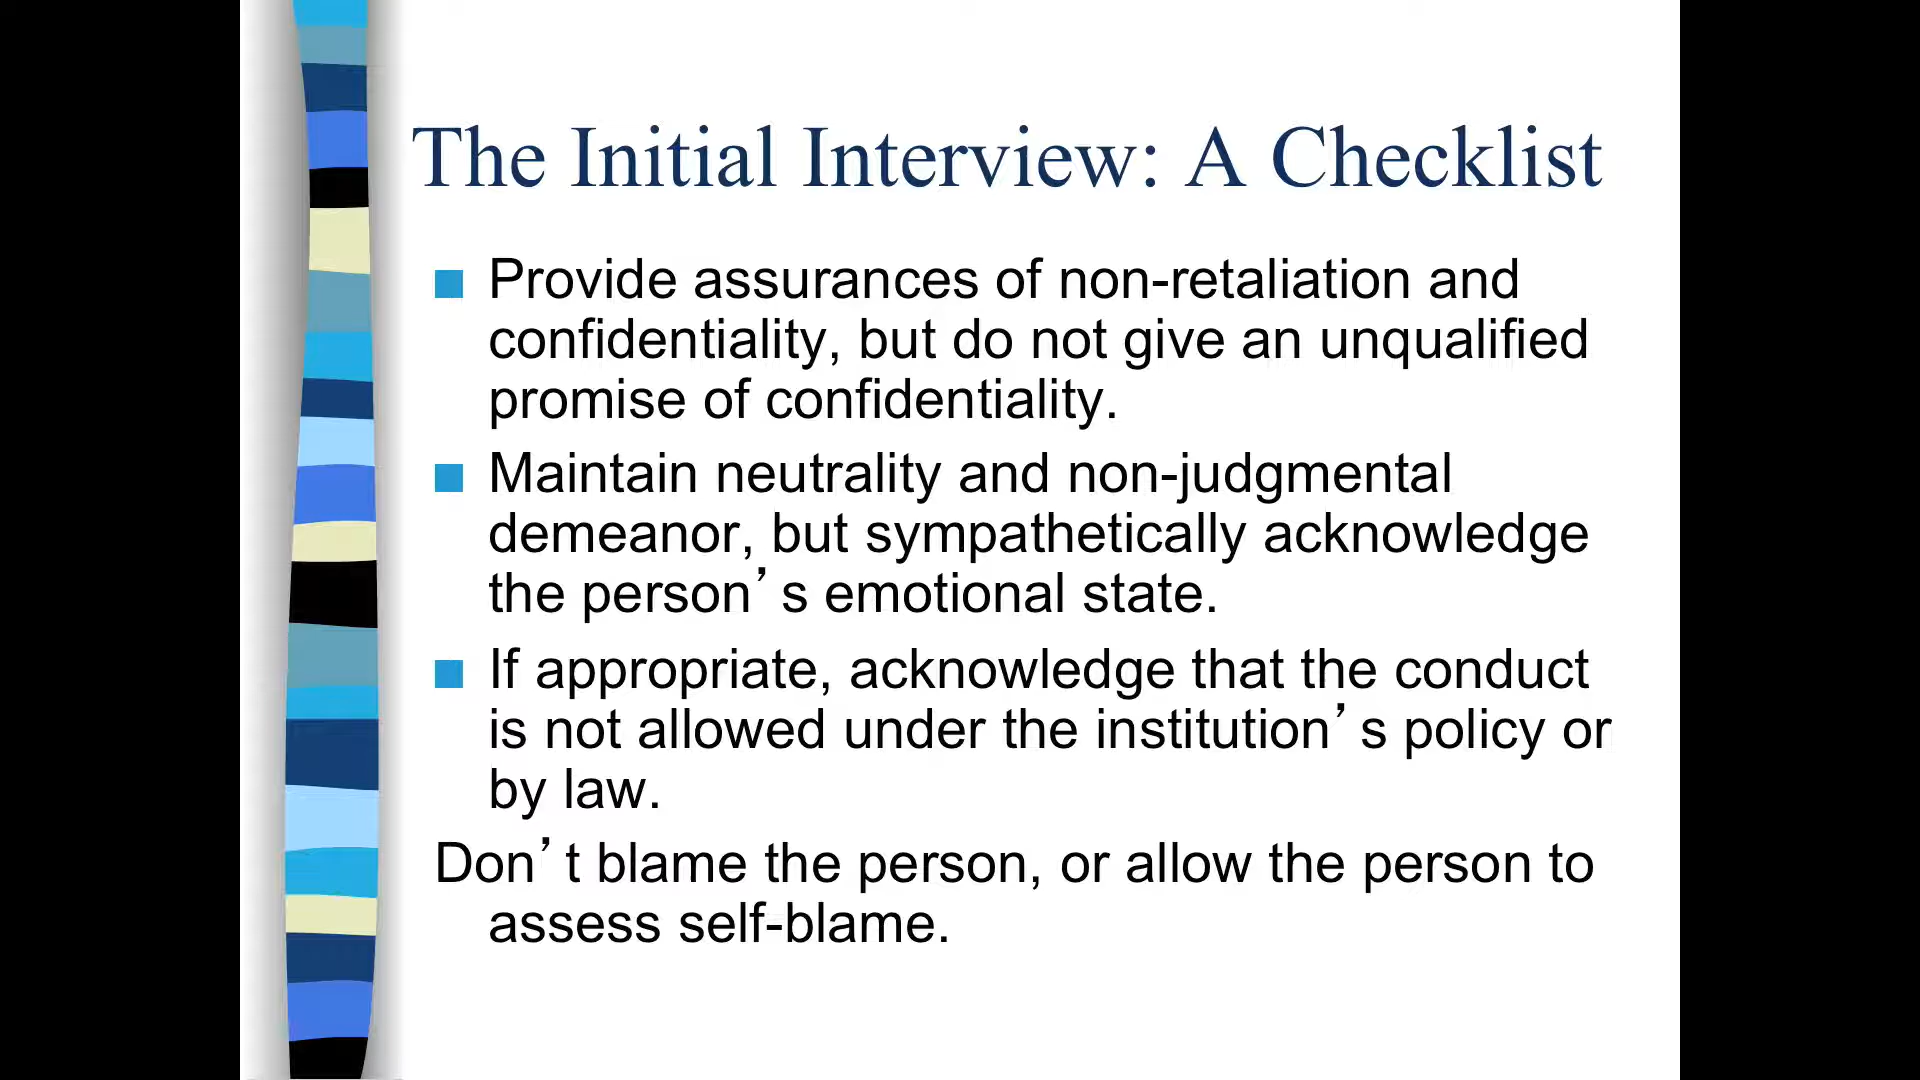 The Initial Interview: A Checklist
Provide assurances of non-retaliation and
confidentiality, but do not give an unqualified
promise of confidentiality.
Maintain neutrality and non-judgmental
demeanor, but sympathetically acknowledge
the person’s emotional state.
If appropriate, acknowledge that the conduct
is not allowed under the institution’s policy or
by law.
Don’t blame the person, or allow the person to
assess self-blame.